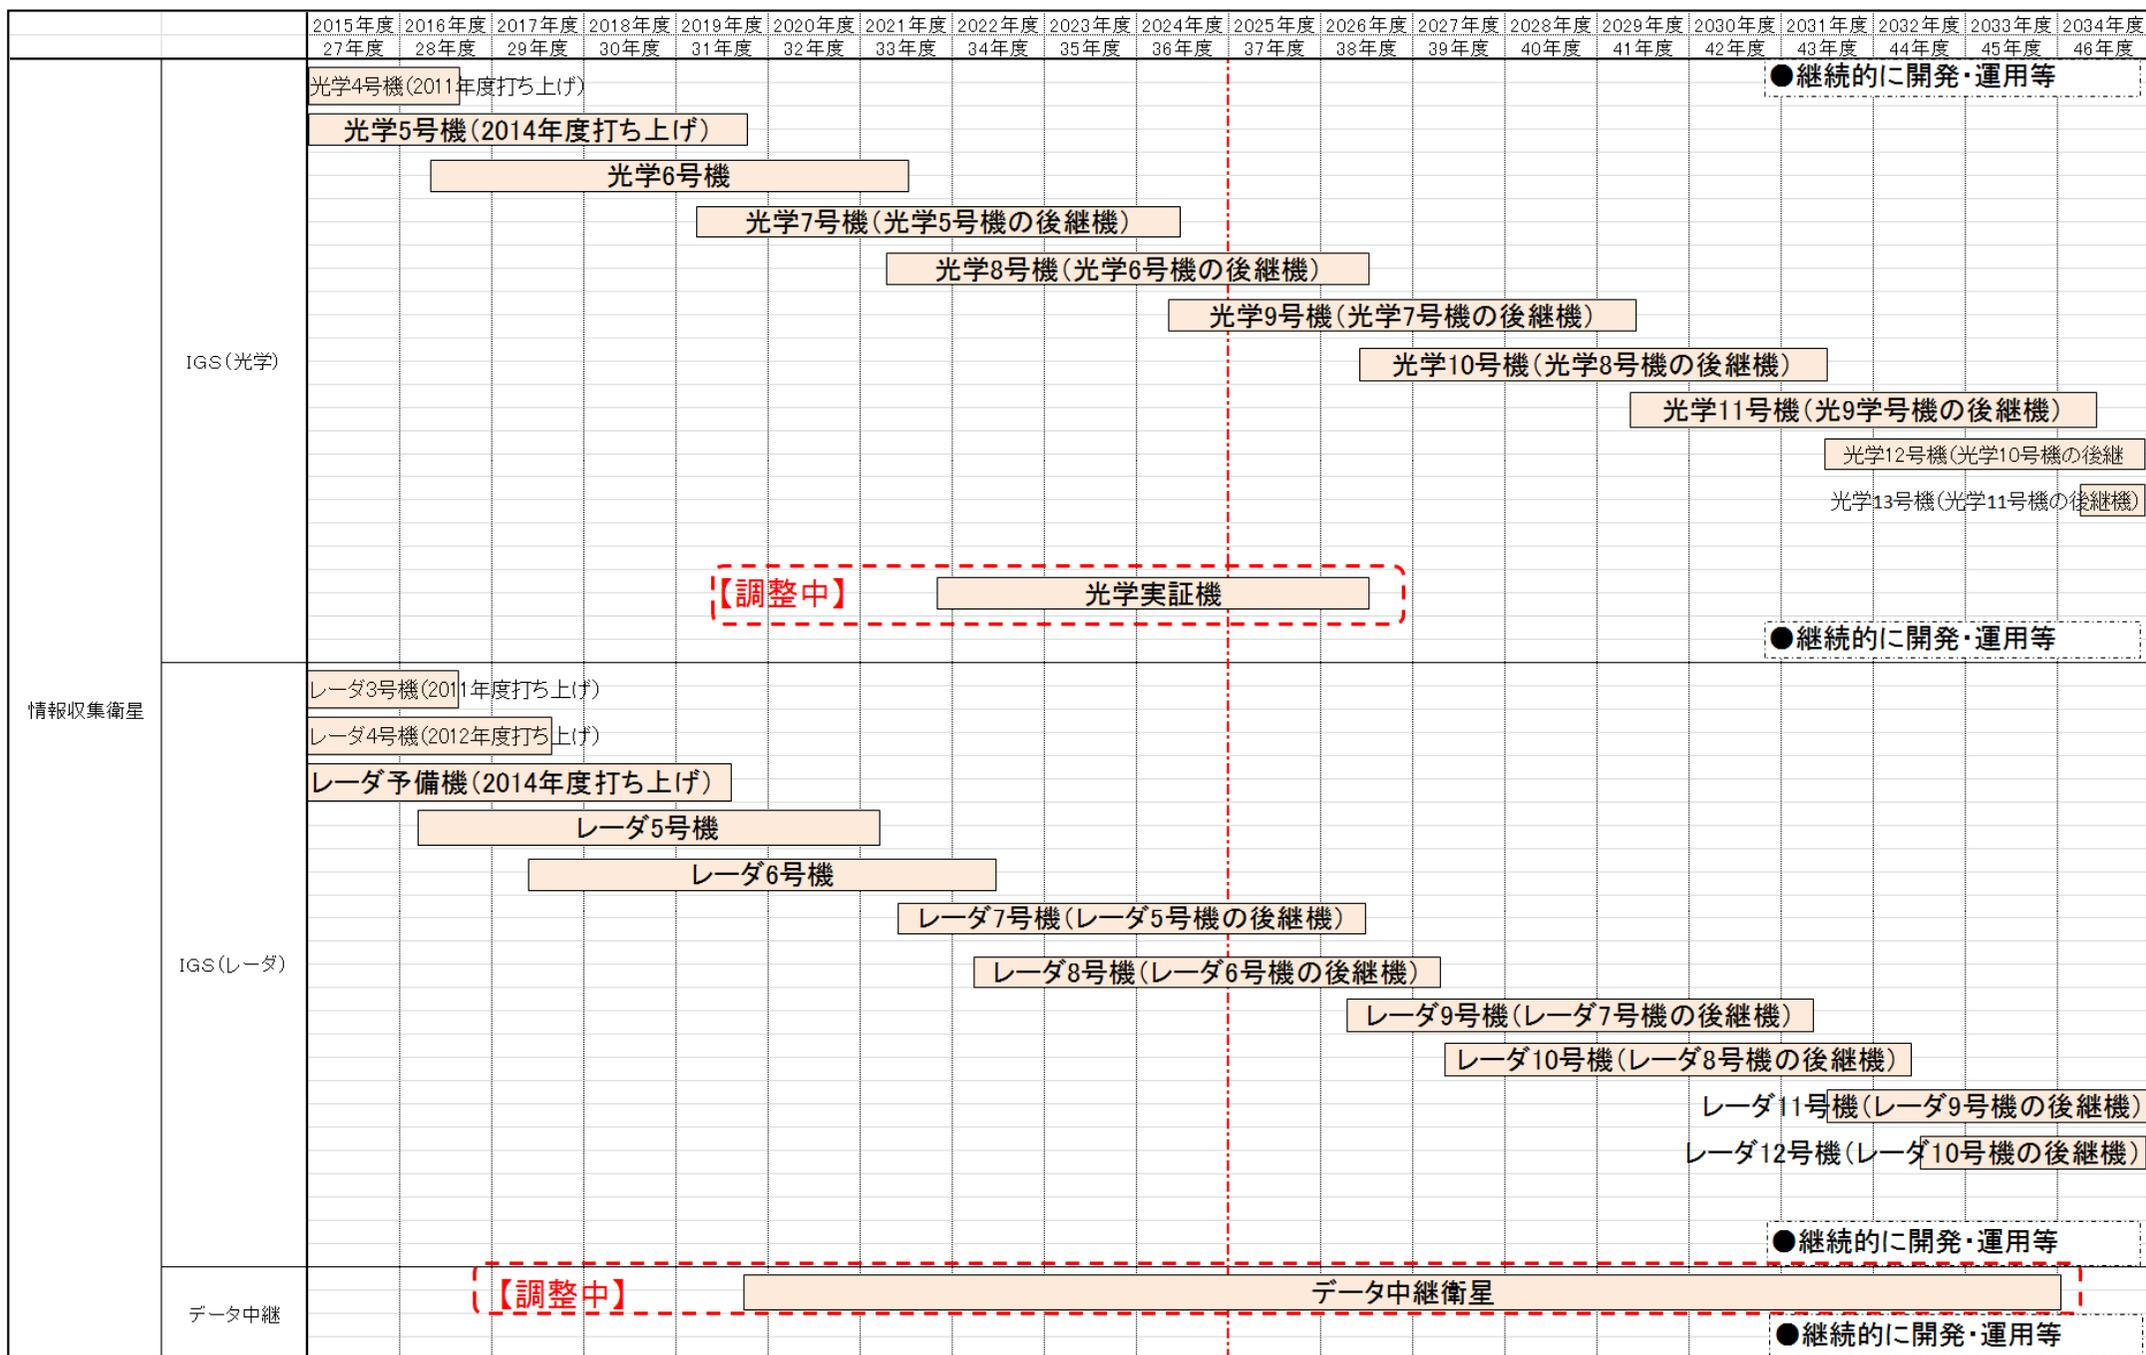 2015年度 2016年度 2017年度 2018年度 2019年度 2020年度 2021年度 2022年度 2023年度 2024年度 2025年度 2026年度 2027年度 2028年度 2029年度 2030年度 2031年度 2032年度 2033年度 2034年度
27年度 28年度 29年度 30年度 31年度 32年度 33年度 34年度 35年度 36年度 37年度 38年度 39年度 40年度 41年度 42年度 43年度 44年度 45年度 46年度
情報収集衛星
IGS(光学)
●継続的に開発・運用等
光学4号機(2011年度打ち上げ)
光学5号機(2014年度打ち上げ)
光学6号機
光学7号機(光学5号機の後継機)
光学8号機(光学6号機の後継機)
光学9号機(光学7号機の後継機)
光学10号機(光学8号機の後継機)
光学11号機(光9学号機の後継機)
光学12号機(光学10号機の後継
光学13号機(光学11号機の後継機)
【調整中】 光学実証機
●継続的に開発・運用等
IGS(レーダ)
レーダ3号機(2011年度打ち上げ)
レーダ4号機(2012年度打ち上げ)
レーダ予備機(2014年度打ち上げ)
レーダ5号機
レーダ6号機
レーダ7号機(レーダ5号機の後継機)
レーダ8号機(レーダ6号機の後継機)
レーダ9号機(レーダ7号機の後継機)
レーダ10号機(レーダ8号機の後継機)
レーダ11号機(レーダ9号機の後継機)
レーダ12号機(レーダ10号機の後継機)
●継続的に開発・運用等
データ中継
【調整中】 データ中継衛星
●継続的に開発・運用等